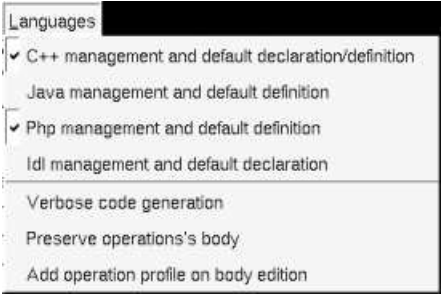 Languages
C++ management and default declaration/definition
Java management and default definition
Php management and default definition
Idl management and default declaration
Verbose code generation
Preserve operations's body
Add operation profile on body edition